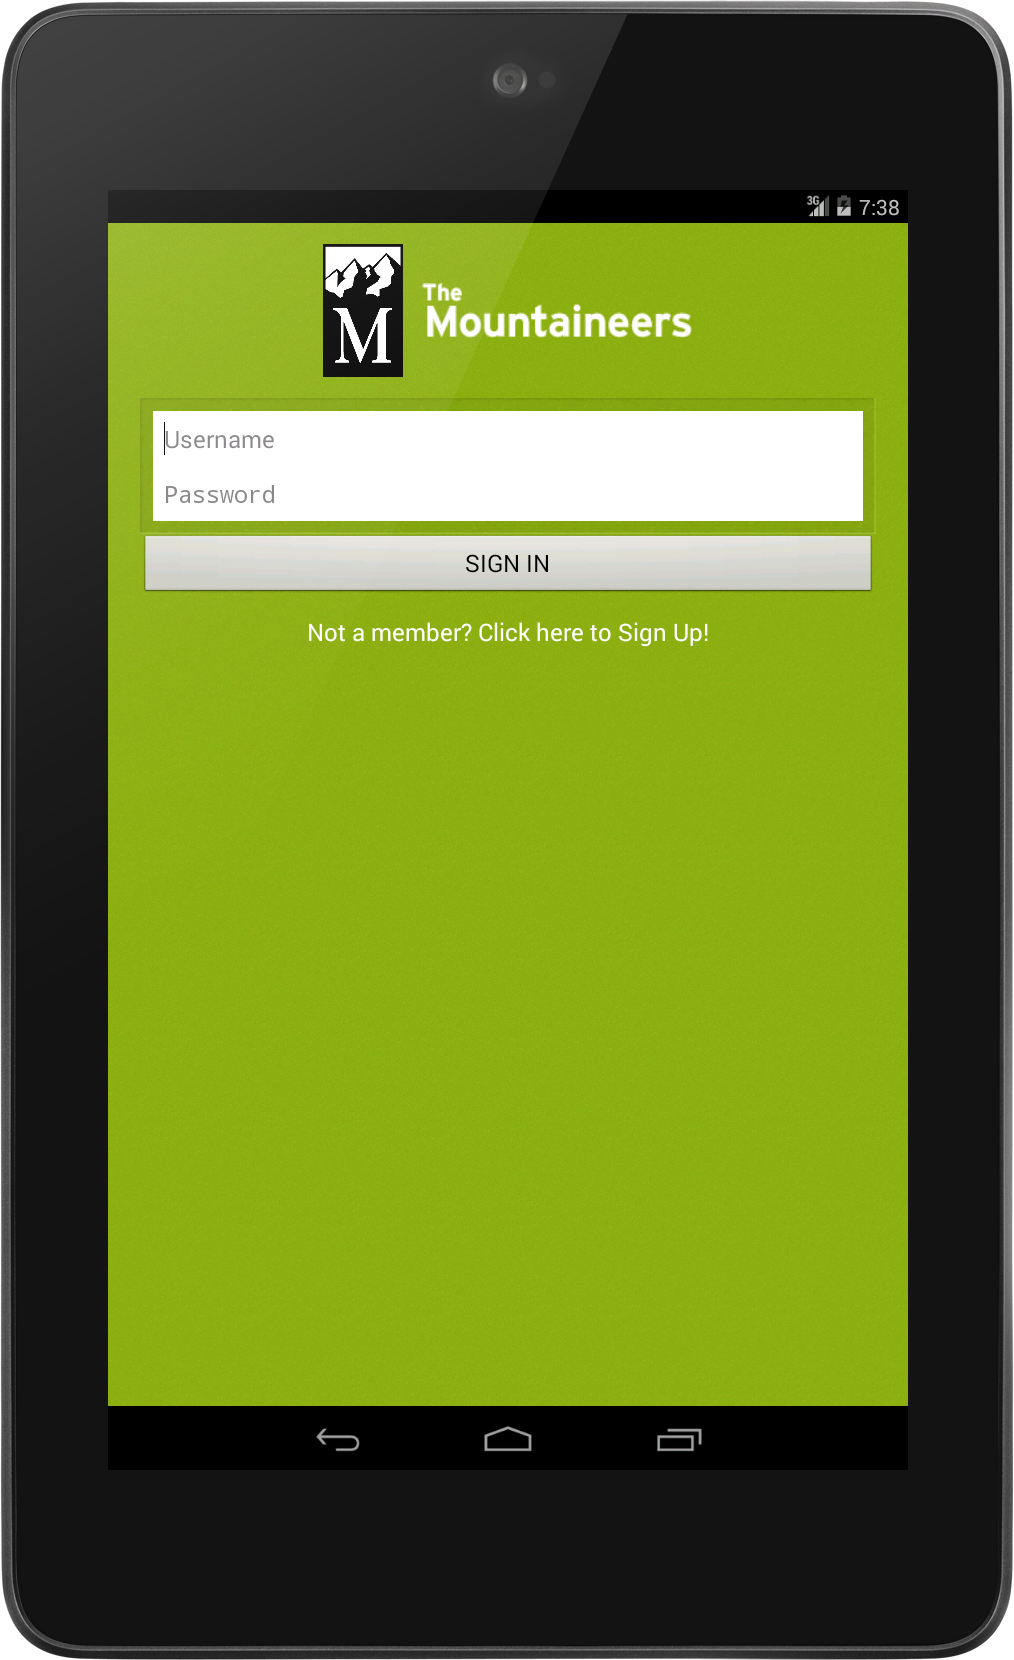 3G 7:38
The
Mountaineers
M
Username
Password
SIGN IN
Not a member? Click here to Sign Up!